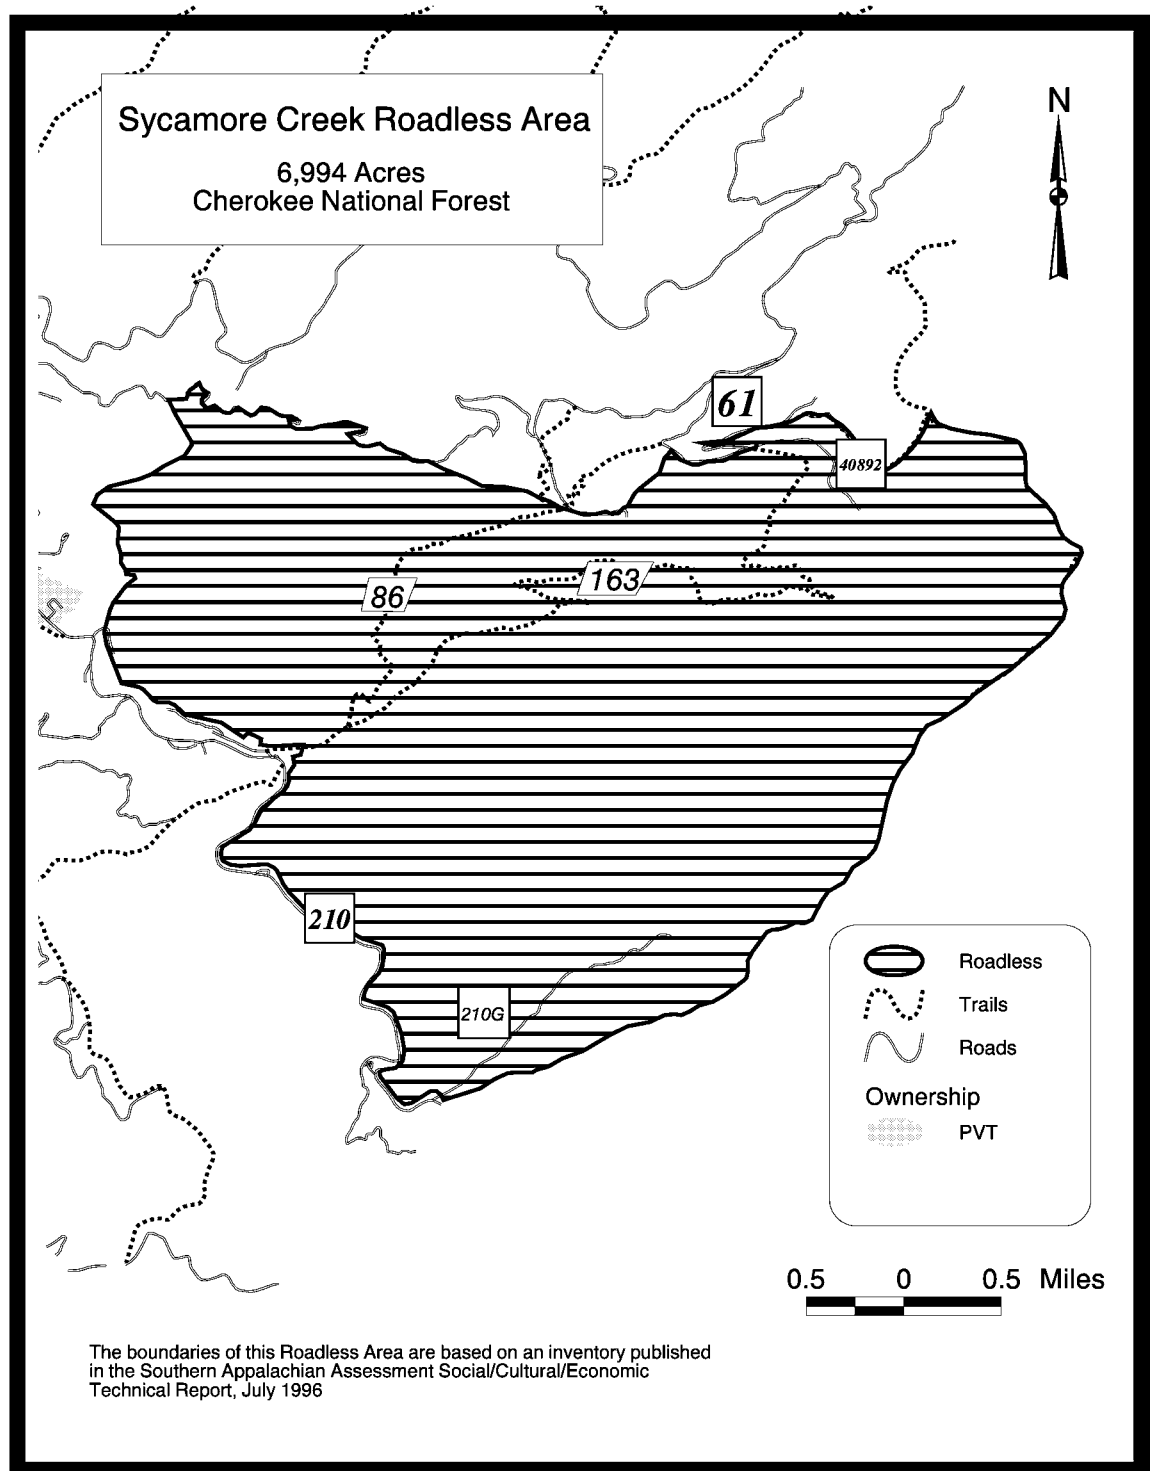 Sycamore Creek Roadless Area
6,994 Acres
Cherokee National Forest
N
61
40892
163
86
210
210G
Roadless
Trails
Roads
Ownership
PVT
0.5 0 0.5 Miles
The boundaries of this Roadless Area are based on an inventory published
in the Southern Appalachian Assessment Social/Cultural/Economic
Technical Report, July 1996